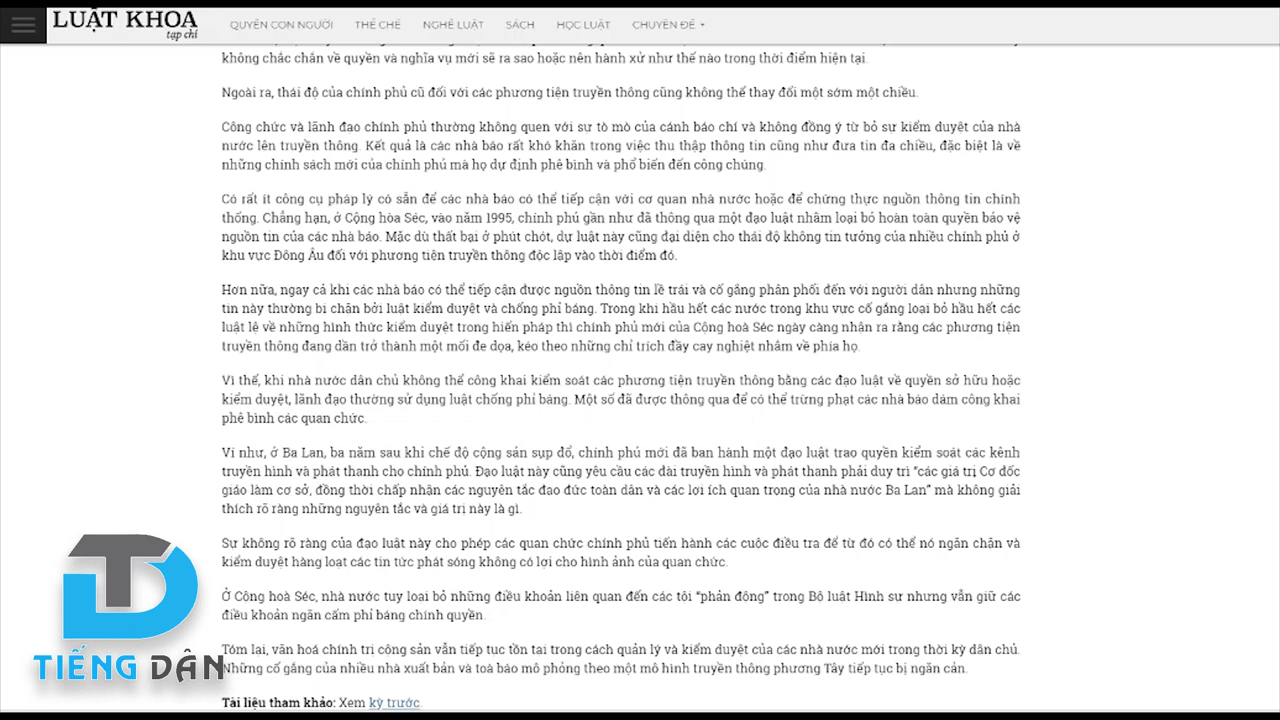 LUẬT KHOA
tạp chí
QUYỀN CON NGƯỜI THỂ CHẾ NGHỀ LUẬT SÁCH HỌC LUẬT CHUYÊN ĐỀ
không chắc chắn về quyền và nghĩa vụ mới sẽ ra sao hoặc nên hành xử như thế nào trong thời điểm hiện tại.
Ngoài ra, thái độ của chính phủ cũ đối với các phương tiện truyền thông cũng không thể thay đổi một sớm một chiều.
Công chức và lãnh đạo chính phủ thường không quen với sự tò mò của cánh báo chí và không đồng ý từ bỏ sự kiểm duyệt của nhà
nước lên truyền thông. Kết quả là các nhà báo rất khó khăn trong việc thu thập thông tin cũng như đưa tin đa chiều, đặc biệt là về
những chính sách mới của chính phủ mà họ dự định phê bình và phổ biến đến công chúng.
Có rất ít công cụ pháp lý có sẵn để các nhà báo có thể tiếp cận với cơ quan nhà nước hoặc để chứng thực nguồn thông tin chính
thống. Chẳng hạn, ở Cộng hòa Séc, vào năm 1995, chính phủ gần như đã thông qua một đạo luật nhằm loại bỏ hoàn toàn quyền bảo vệ
nguồn tin của các nhà báo. Mặc dù thất bại ở phút chót, dự luật này cũng đại diện cho thái độ không tin tưởng của nhiều chính phủ ở
khu vực Đông Âu đối với phương tiện truyền thông độc lập vào thời điểm đó.
Hơn nữa, ngay cả khi các nhà báo có thể tiếp cận được nguồn thông tin lề trái và cố gắng phân phối đến với người dân nhưng những
tin này thường bị chặn bởi luật kiểm duyệt và chống phỉ báng. Trong khi hầu hết các nước trong khu vực cố gắng loại bỏ hầu hết các
luật lệ về những hình thức kiểm duyệt trong hiến pháp thì chính phủ mới của Cộng hoà Séc ngày càng nhận ra rằng các phương tiện
truyền thông đang dần trở thành một mối đe dọa, kéo theo những chỉ trích đầy cay nghiệt nhắm về phía họ.
Vì thế, khi nhà nước dân chủ không thể công khai kiểm soát các phương tiện truyền thông bằng các đạo luật về quyền sở hữu hoặc
kiểm duyệt, lãnh đạo thường sử dụng luật chống phỉ báng. Một số đã được thông qua để có thể trừng phạt các nhà báo dám công khai
phê bình các quan chức.
Ví như, ở Ba Lan, ba năm sau khi chế độ cộng sản sụp đổ, chính phủ mới đã ban hành một đạo luật trao quyền kiểm soát các kênh
truyền hình và phát thanh cho chính phủ. Đạo luật này cũng yêu cầu các đài truyền hình và phát thanh phải duy trì “các giá trị Cơ đốc
giáo làm cơ sở, đồng thời chấp nhận các nguyên tắc đạo đức toàn dân và các lợi ích quan trọng của nhà nước Ba Lan” mà không giải
thích rõ ràng những nguyên tắc và giá trị này là gì.
Sự không rõ ràng của đạo luật này cho phép các quan chức chính phủ tiến hành các cuộc điều tra để từ đó có thể nó ngăn chặn và
kiểm duyệt hàng loạt các tin tức phát sóng không có lợi cho hình ảnh của quan chức.
Ở Cộng hoà Séc, nhà nước tuy loại bỏ những điều khoản liên quan đến các tội “phản động” trong Bộ luật Hình sự nhưng vẫn giữ các
điều khoản ngăn cấm phỉ báng chính quyền.
Tóm lại, văn hoá chính trị cộng sản vẫn tiếp tục tồn tại trong cách quản lý và kiểm duyệt của các nhà nước mới trong thời kỳ dân chủ.
Những cố gắng của nhiều nhà xuất bản và toà báo mô phỏng theo một mô hình truyền thông phương Tây tiếp tục bị ngăn cản.
Tài liệu tham khảo: Xem kỳ trước.
TD
TIẾNG DÂN